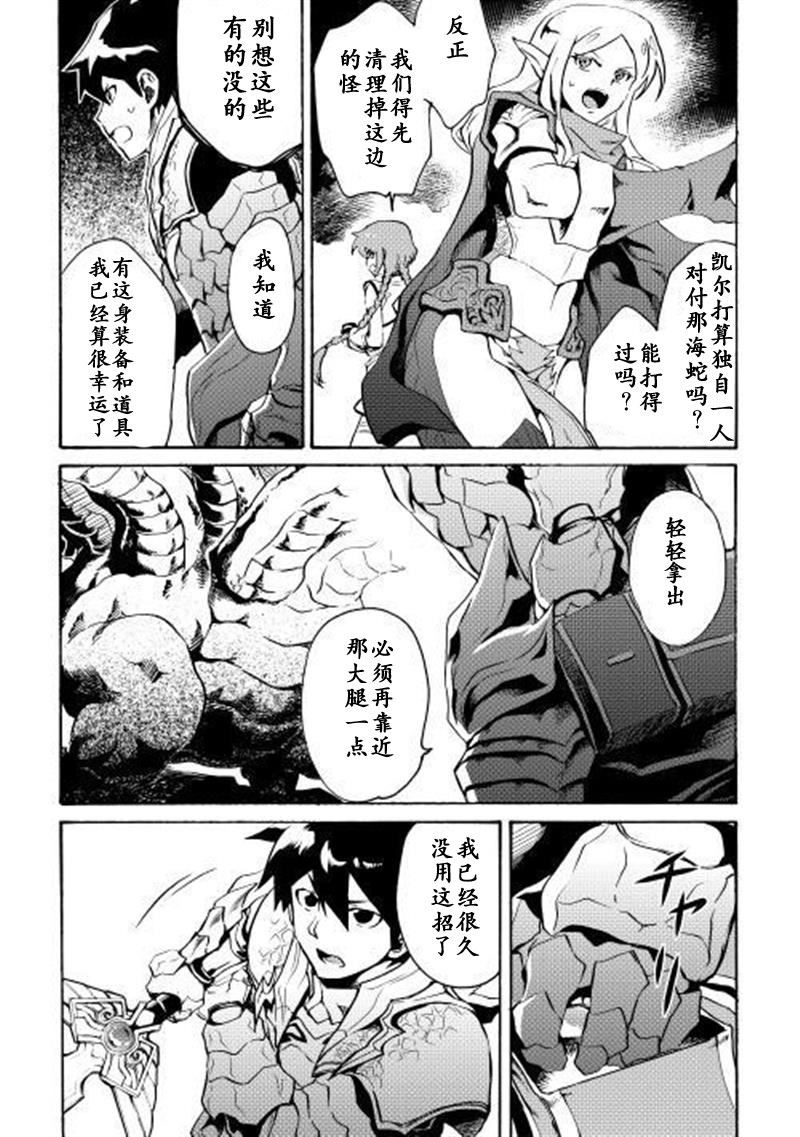 凯尔打算独自一人
对付那海蛇吗？
能打得
过吗？
反正
我们得先
清理掉这边
的怪
别想这些
有的没的
我知道
有这身装备和道具
我已经算很幸运了
轻轻拿出
必须再靠近
那大腿一点
チャ
チャ
我已经很久
没用这招了